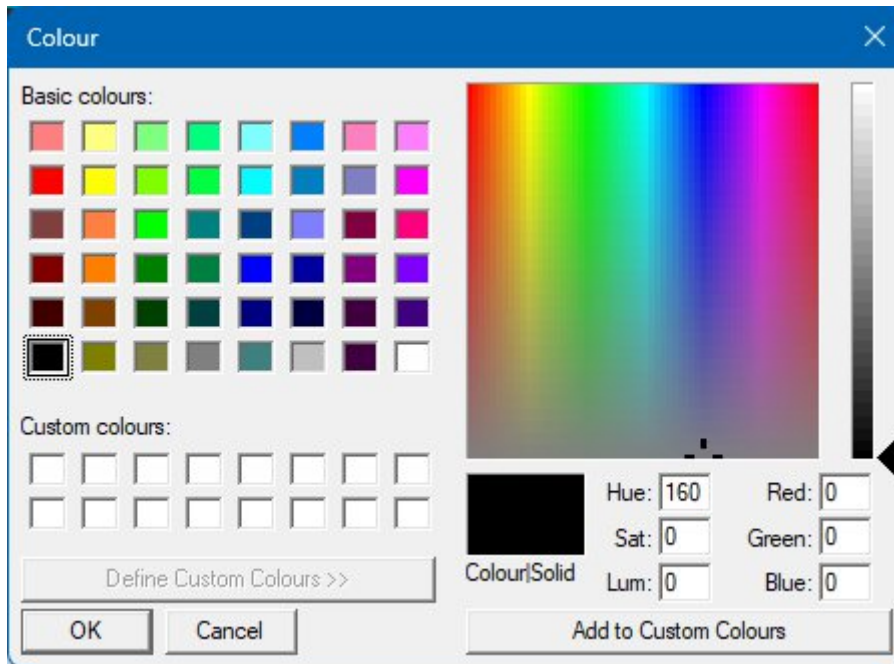 Colour
Basic colours:
Custom colours:
Define Custom Colours >>
OK Cancel
Hue: 160 Red: 0
Sat: 0 Green: 0
Colour|Solid Lum: 0 Blue: 0
Add to Custom Colours